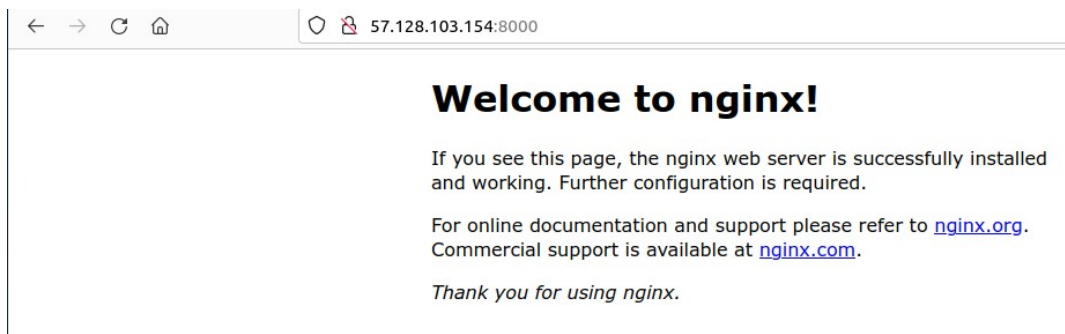 57.128.103.154:8000
Welcome to nginx!
If you see this page, the nginx web server is successfully installed
and working. Further configuration is required.
For online documentation and support please refer to nginx.org.
Commercial support is available at nginx.com.
Thank you for using nginx.